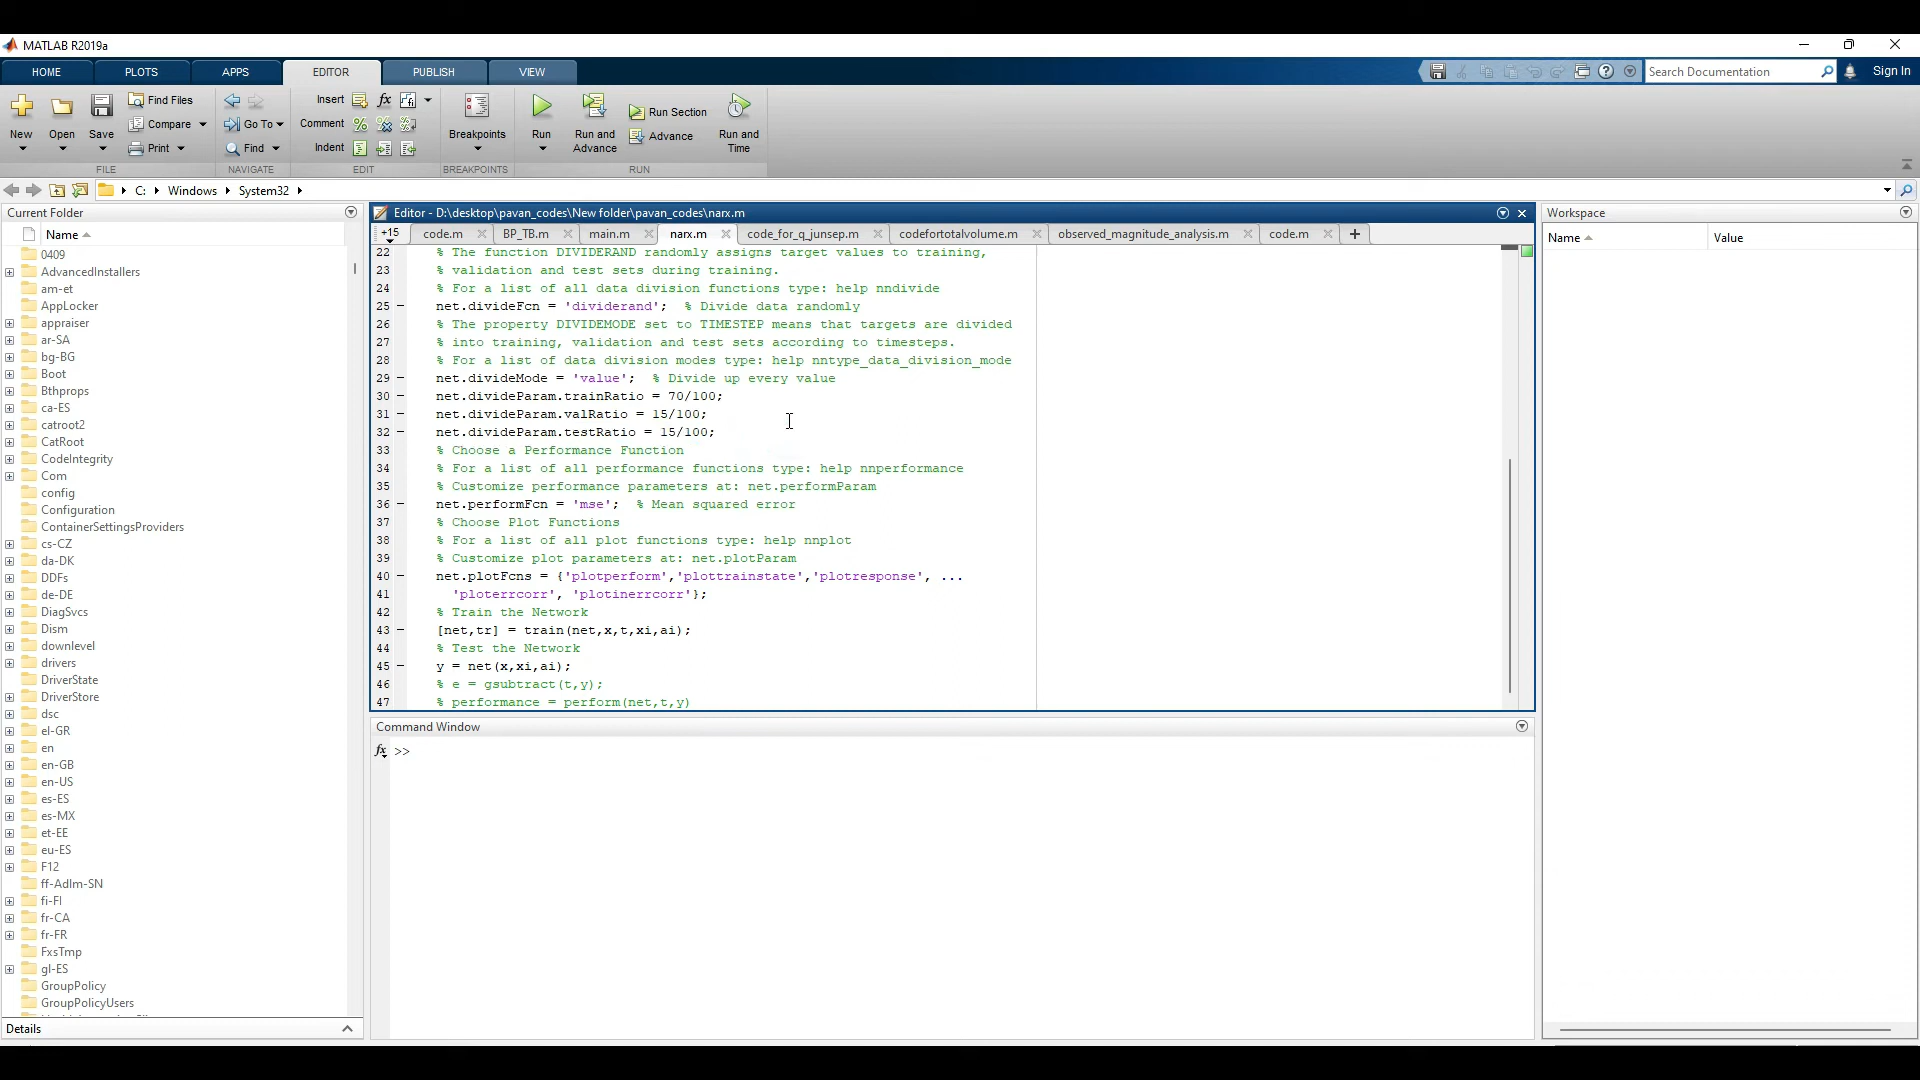 MATLAB R2019a
HOME PLOTS APPS EDITOR PUBLISH VIEW
Search Documentation Sign In
New Open Save Find Files Compare Print
Go To Find
Insert fx
Comment
Indent
Breakpoints Run Run and Advance Run Section Advance Run and Time
FILE NAVIGATE EDIT BREAKPOINTS RUN
C: Windows System32
Current Folder
Name
0409
AdvancedInstallers
am-et
AppLocker
appraiser
ar-SA
bg-BG
Boot
Bthprops
ca-ES
catroot2
CatRoot
CodeIntegrity
Com
config
Configuration
ContainerSettingsProviders
cs-CZ
da-DK
DDFs
de-DE
DiagSvcs
Dism
downlevel
drivers
DriverState
DriverStore
dsc
el-GR
en
en-GB
en-US
es-ES
es-MX
et-EE
eu-ES
F12
ff-Adlm-SN
fi-FI
fr-CA
fr-FR
FxsTmp
gl-ES
GroupPolicy
GroupPolicyUsers
Details
Editor - D:\desktop\pavan_codes\New folder\pavan_codes\narx.m
+15 code.m BP_TB.m main.m narx.m code_for_q_junsep.m codefortotalvolume.m observed_magnitude_analysis.m code.m +
22 % The function DIVIDERAND randomly assigns target values to training,
23 % validation and test sets during training.
24 % For a list of all data division functions type: help nndivide
25 – net.divideFcn = 'dividerand'; % Divide data randomly
26 % The property DIVIDEMODE set to TIMESTEP means that targets are divided
27 % into training, validation and test sets according to timesteps.
28 % For a list of data division modes type: help nntype_data_division_mode
29 – net.divideMode = 'value'; % Divide up every value
30 – net.divideParam.trainRatio = 70/100;
31 – net.divideParam.valRatio = 15/100;
32 – net.divideParam.testRatio = 15/100;
33 % Choose a Performance Function
34 % For a list of all performance functions type: help nnperformance
35 % Customize performance parameters at: net.performParam
36 – net.performFcn = 'mse'; % Mean squared error
37 % Choose Plot Functions
38 % For a list of all plot functions type: help nnplot
39 % Customize plot parameters at: net.plotParam
40 – net.plotFcns = {'plotperform','plottrainstate','plotresponse', ...
41 'ploterrcorr', 'plotinerrcorr'};
42 % Train the Network
43 – [net,tr] = train(net,x,t,xi,ai);
44 % Test the Network
45 – y = net(x,xi,ai);
46 % e = gsubtract(t,y);
47 % performance = perform(net,t,y)
Command Window
fx >>
Workspace
Name Value